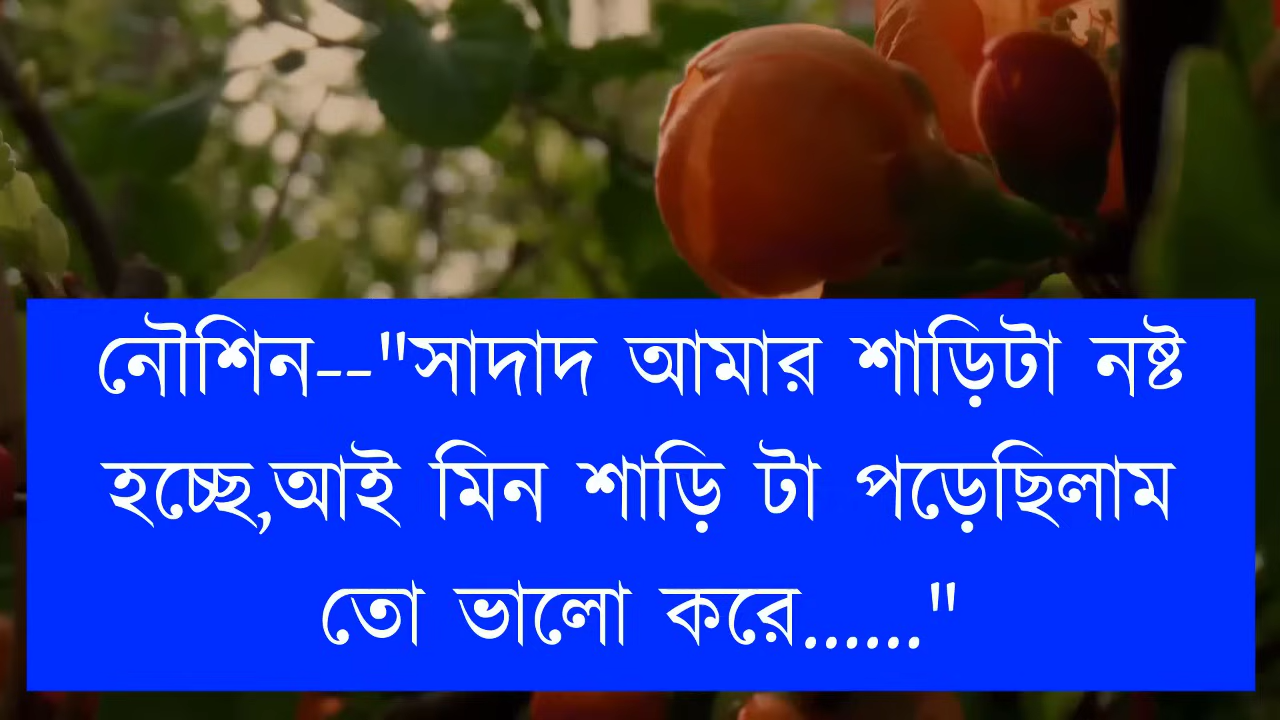 নৌশিন--"সাদাদ আমার শাড়িটা নষ্ট
হচ্ছে,আই মিন শাড়ি টা পড়েছিলাম
তো ভালো করে......"